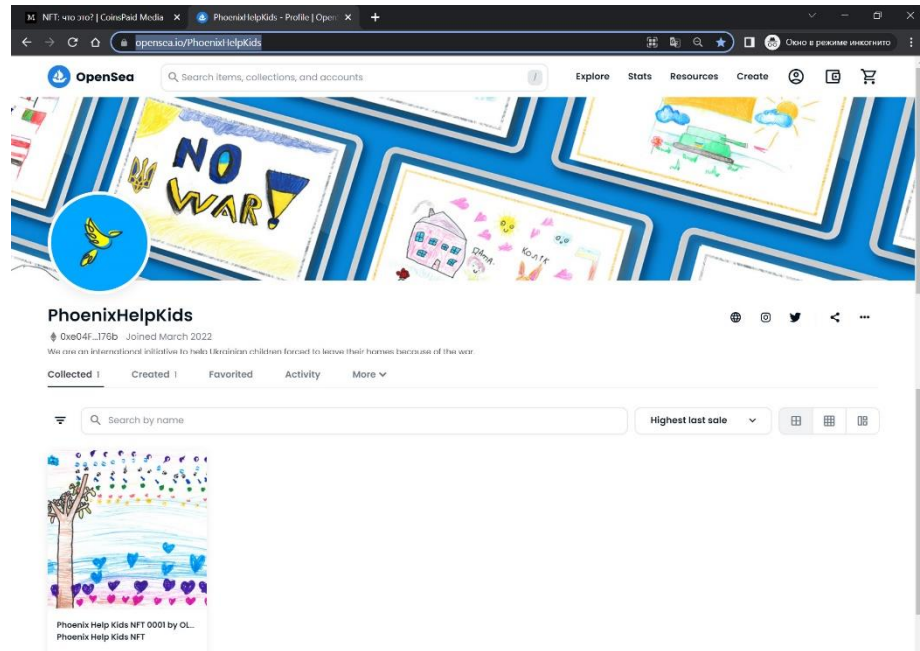 NFT: что это? | CoinsPaid Media
PhoenixHelpKids - Profile | Open
opensea.io/PhoenixHelpKids
Окно в режиме инкогнито
OpenSea
Search items, collections, and accounts
/
Explore
Stats
Resources
Create
NO
WAR
PhoenixHelpKids
0xe04F...176b Joined March 2022
We are an international initiative to help Ukrainian children forced to leave their homes because of the war.
Collected 1
Created 1
Favorited
Activity
More
Search by name
Highest last sale
Phoenix Help Kids NFT 0001 by OL...
Phoenix Help Kids NFT